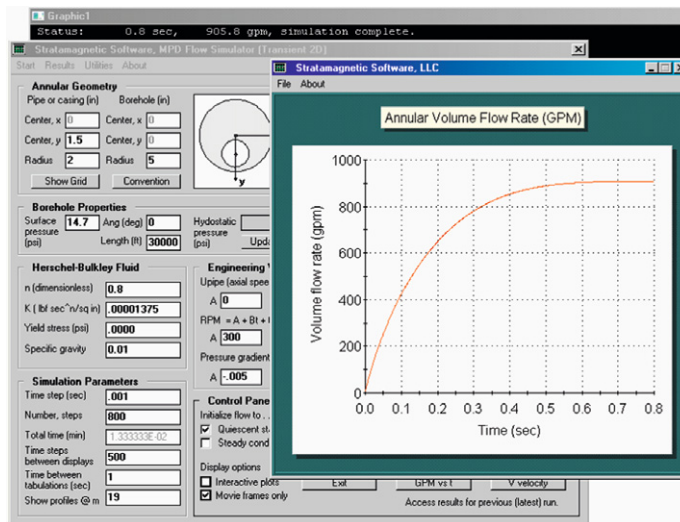 Graphic1
Status: 0.8 sec, 905.8 gpm, simulation complete.
Stratamagnetic Software, MPD Flow Simulator (Transient 2D)
Start Results Utilities About
Annular Geometry
Pipe or casing (in) Borehole (in)
Center, x 0 Center, x 0
Center, y 1.5 Center, y 0
Radius 2 Radius 5
Show Grid Convention
y
Borehole Properties
Surface pressure (psi) 14.7 Ang (deg) 0
Length (ft) 30000
Hydostatic pressure (psi)
Herschel-Bulkley Fluid
n (dimensionless) 0.8
K ( lbf sec^n/sq in) .00001375
Yield stress (psi) .0000
Specific gravity 0.01
Engineering
Upipe (axial
A 0
RPM = A + Bt +
A 300
Pressure gradient
A -.005
Simulation Parameters
Time step (sec) .001
Number, steps 800
Total time (min) 1.333333E-02
Time steps between displays 500
Time between tabulations (sec) 1
Show profiles @ m 19
Control
Initialize flow to . .
Quiescent
Steady
Display options
Interactive plots
Movie frames only
Exit GPM vs t V velocity
Access results for previous (latest) run.
Stratamagnetic Software, LLC
File About
Annular Volume Flow Rate (GPM)
Volume flow rate (gpm)
1000
800
600
400
200
0
0.0 0.1 0.2 0.3 0.4 0.5 0.6 0.7 0.8
Time (sec)